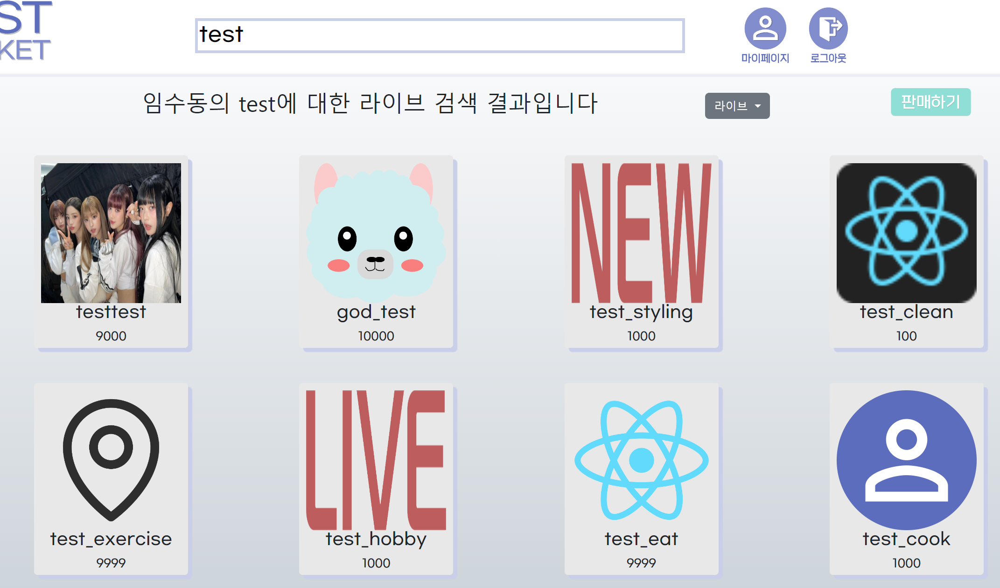 ST
KET
test
마이페이지
로그아웃
임수동의 test에 대한 라이브 검색 결과입니다
라이브
판매하기
NEW
testtest
god_test
test_styling
test_clean
9000
10000
1000
100
LIVE
test_exercise
test_hobby
test_eat
test_cook
9999
1000
9999
1000